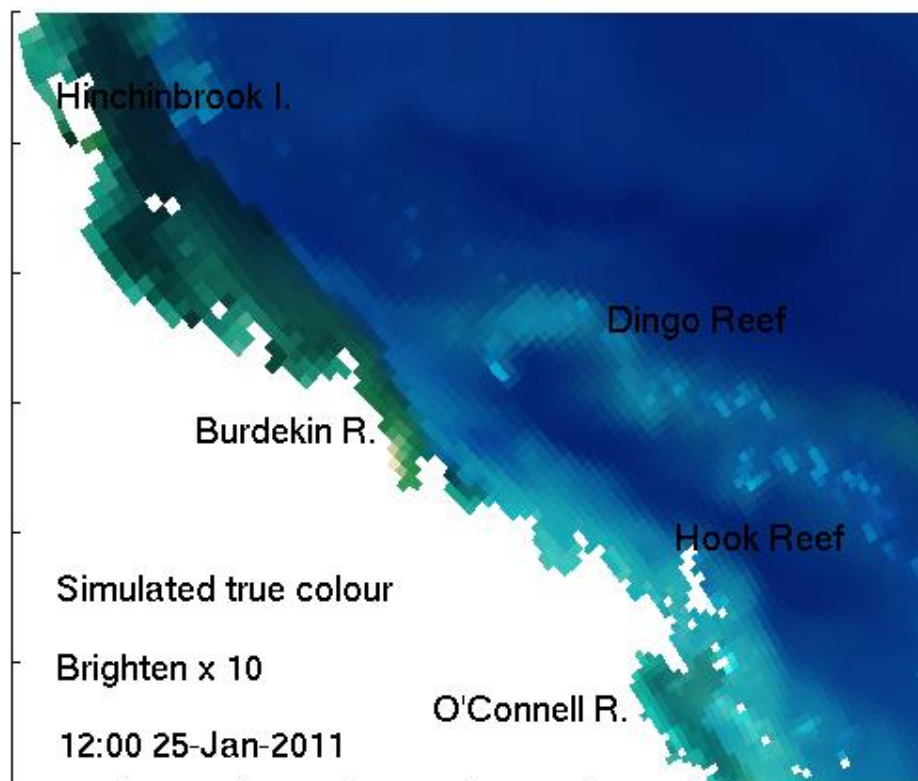 Hinchinbrook I.
Dingo Reef
Burdekin R.
Hook Reef
Simulated true colour
Brighten x 10
O'Connell R.
12:00 25-Jan-2011